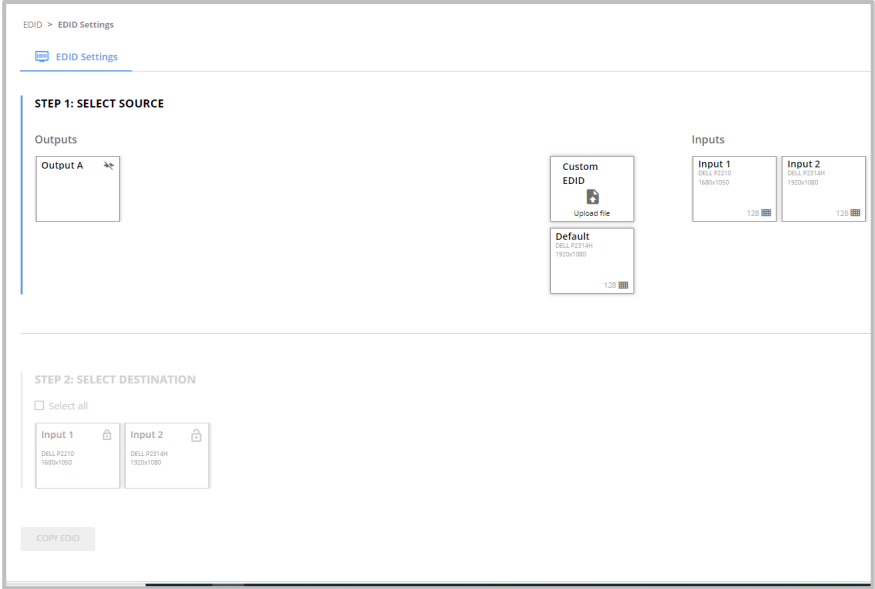 EDID > EDID Settings
EDID EDID Settings
STEP 1: SELECT SOURCE
Outputs
Inputs
Output A
Custom
EDID
Upload file
Input 1
DELL P2210
1680x1050
128
Input 2
DELL P2314H
1920x1080
128
Default
DELL P2314H
1920x1080
128
STEP 2: SELECT DESTINATION
Select all
Input 1
DELL P2210
1680x1050
Input 2
DELL P2314H
1920x1080
COPY EDID